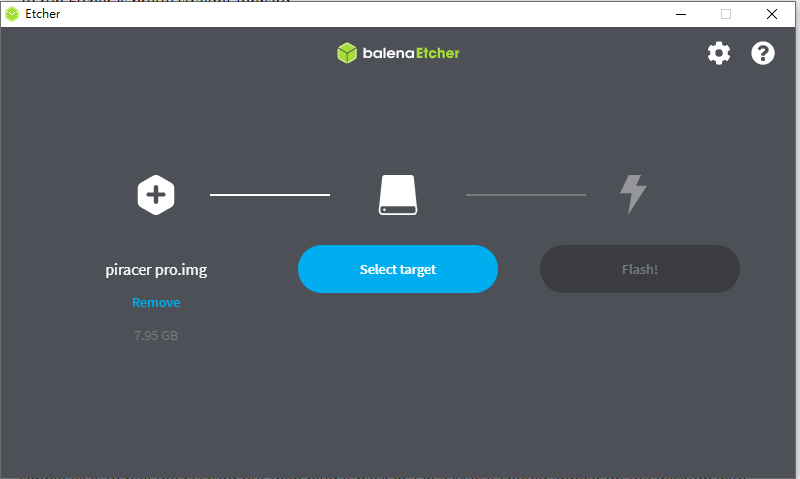 Etcher
balenaEtcher
piracer pro.img
Select target
Flash!
Remove
7.95 GB